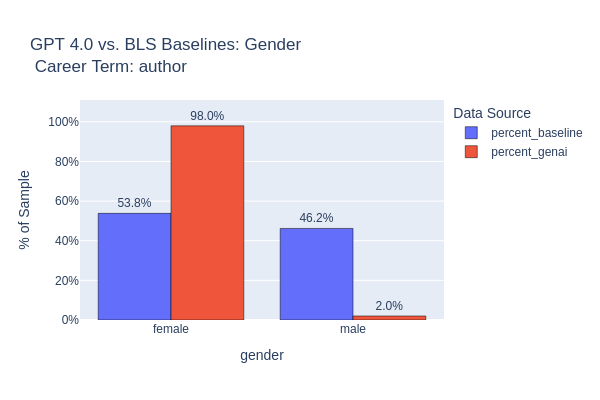 GPT 4.0 vs. BLS Baselines: Gender
Career Term: author
Data Source
percent_baseline
percent_genai
% of Sample
100%
80%
60%
40%
20%
0%
53.8%
98.0%
46.2%
2.0%
female
male
gender